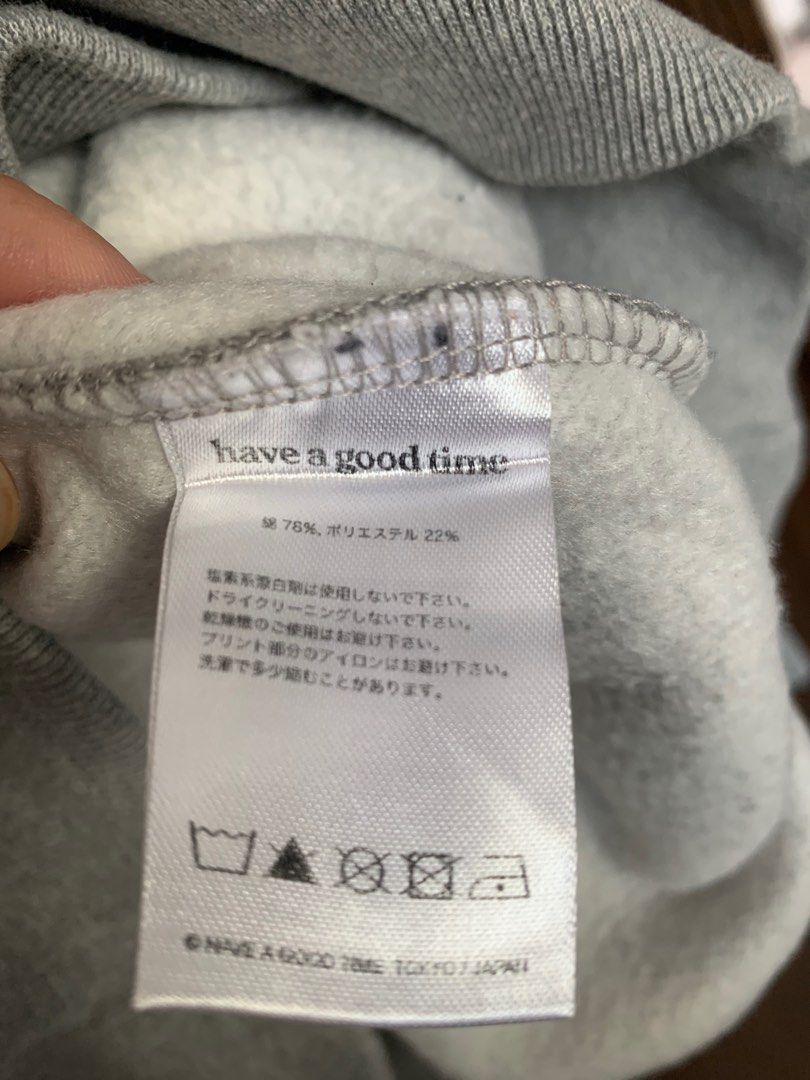 have a good time
綿 78%, ポリエステル 22%
塩素系漂白剤は使用しないで下さい。
ドライクリーニングしないで下さい。
乾燥機のご使用はお避け下さい。
プリント部分のアイロンはお避け下さい。
洗濯で多少縮むことがあります。
© HAVE A GOOD TIME TOKYO / JAPAN